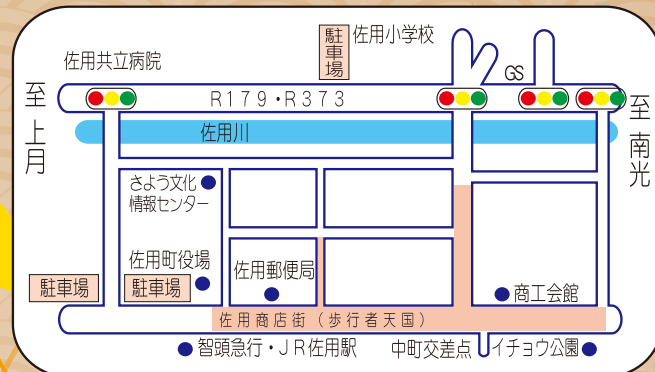 駐車場
佐用小学校
佐用共立病院
GS
至上月
R179・R373
至南光
佐用川
さよう文化
情報センター
佐用町役場
佐用郵便局
駐車場
駐車場
商工会館
佐用商店街（歩行者天国）
智頭急行・JR佐用駅
中町交差点
イチョウ公園